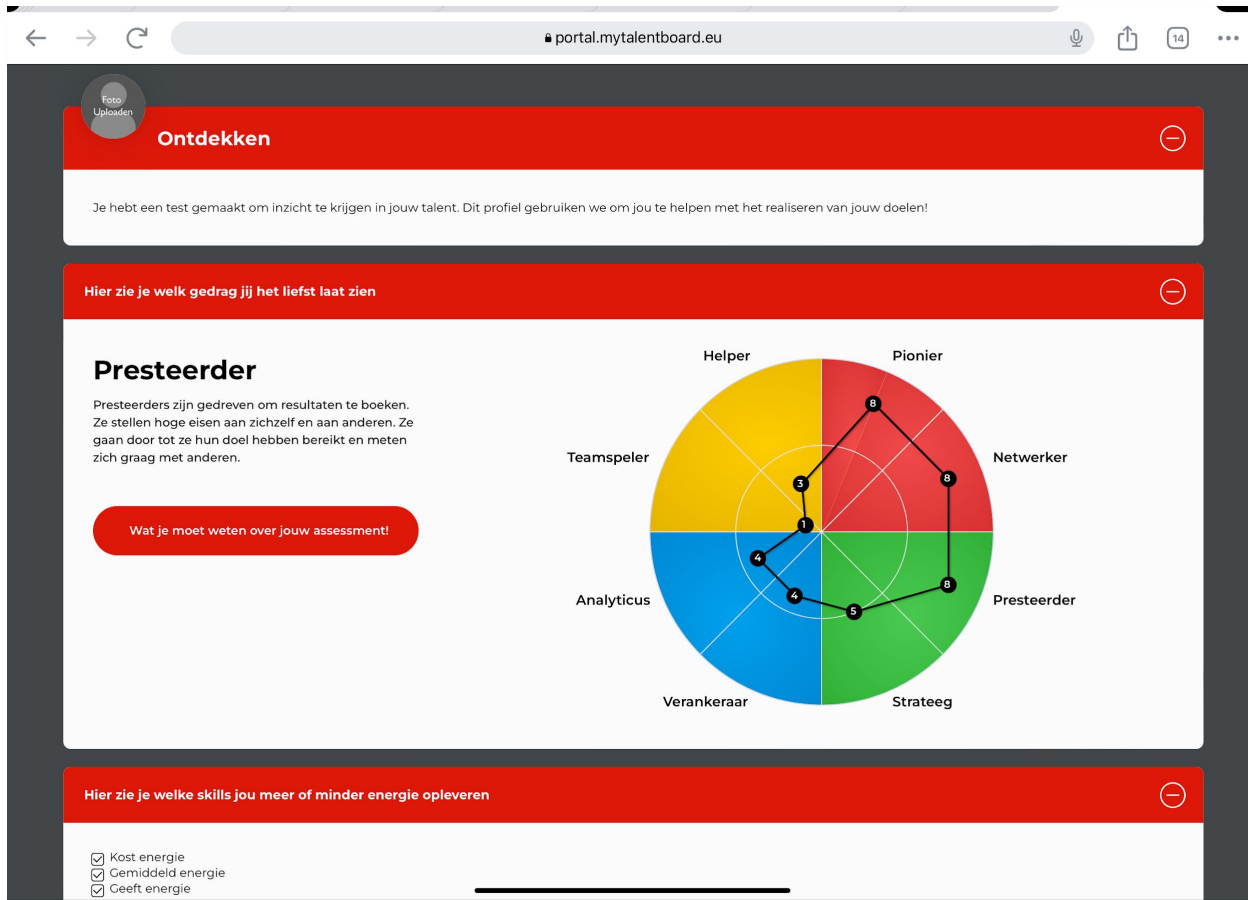 portal.mytalentboard.eu
14
Foto
Uploaden
Ontdekken
Je hebt een test gemaakt om inzicht te krijgen in jouw talent. Dit profiel gebruiken we om jou te helpen met het realiseren van jouw doelen!
Hier zie je welk gedrag jij het liefst laat zien
Presteerder
Presteerders zijn gedreven om resultaten te boeken.
Ze stellen hoge eisen aan zichzelf en aan anderen. Ze
gaan door tot ze hun doel hebben bereikt en meten
zich graag met anderen.
Wat je moet weten over jouw assessment!
Helper
Pionier
8
Teamspeler
Netwerker
3
8
1
4
Analyticus
4
5
8
Presteerder
Verankeraar
Strateeg
Hier zie je welke skills jou meer of minder energie opleveren
Kost energie
Gemiddeld energie
Geeft energie